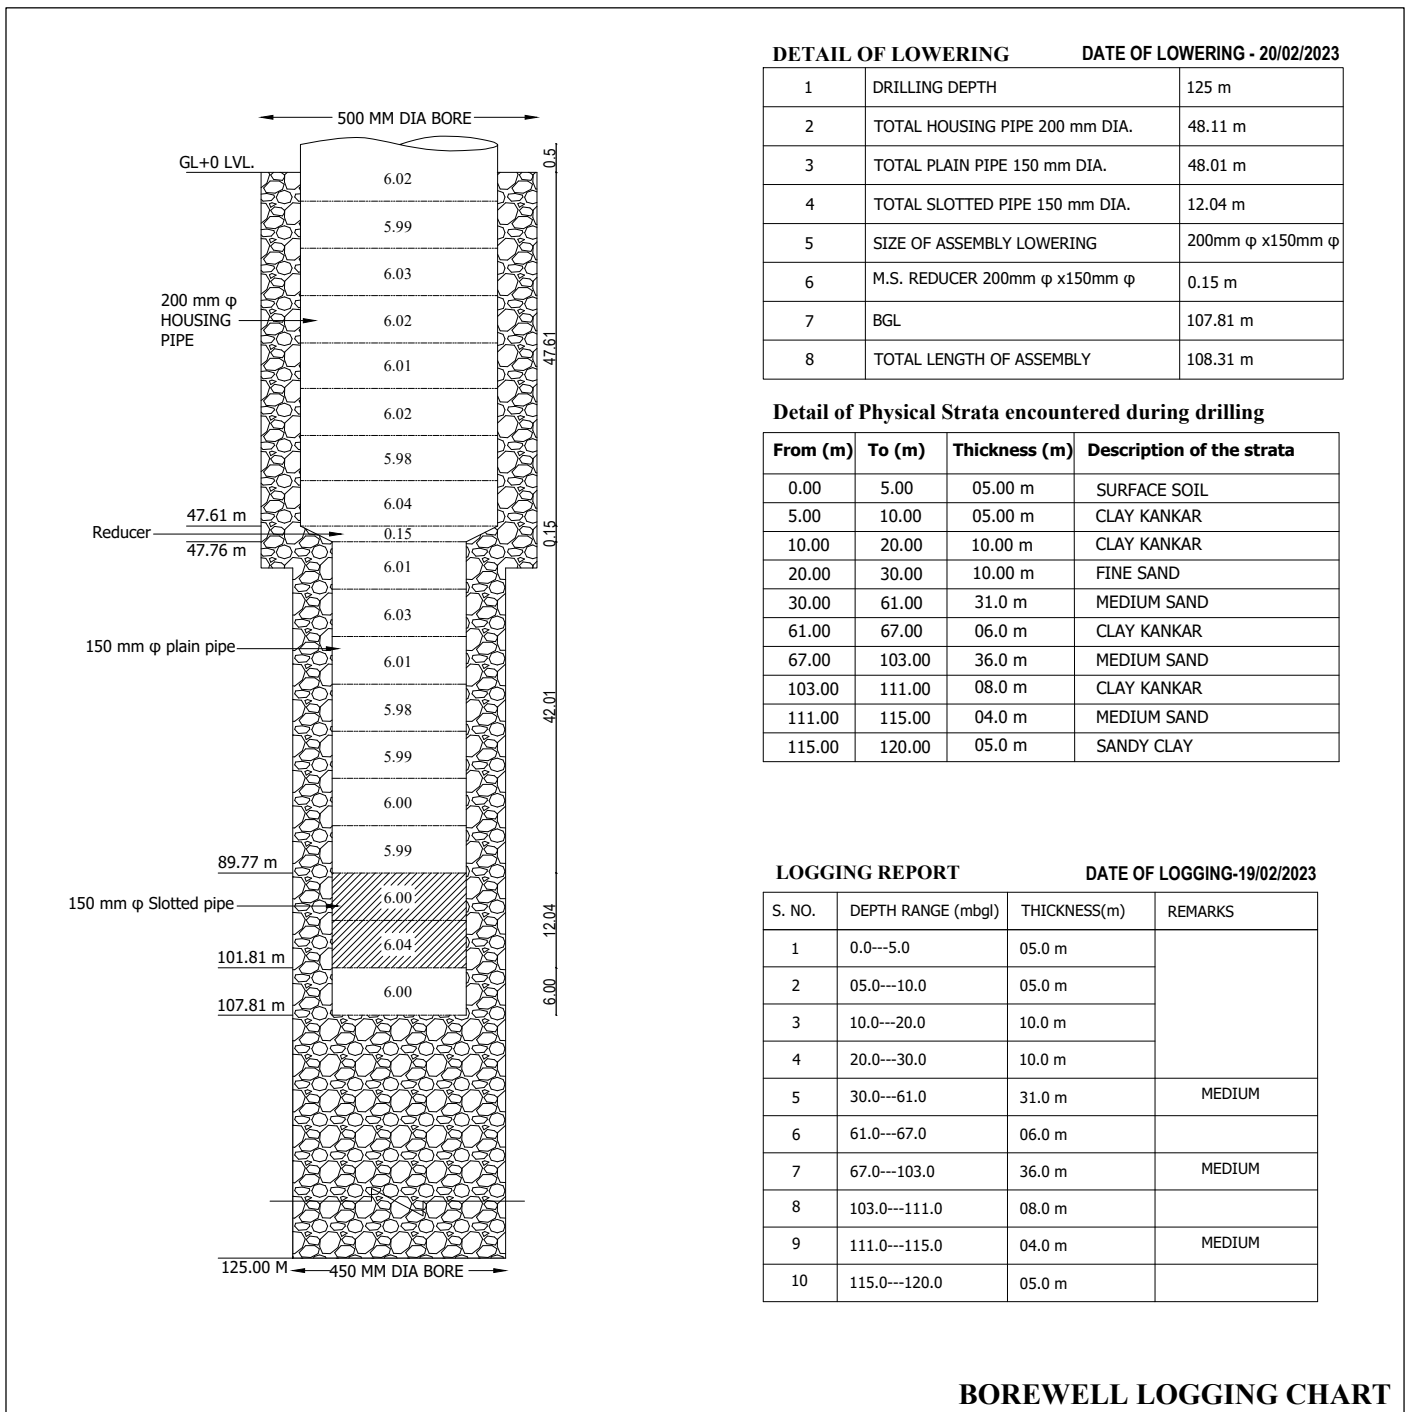 500 MM DIA BORE
GL+0 LVL.
0.5
6.02
5.99
6.03
200 mm φ
HOUSING
PIPE
6.02
6.01
47.61
6.02
5.98
6.04
47.61 m
Reducer
0.15
0.15
47.76 m
6.01
6.03
150 mm φ plain pipe
6.01
5.98
42.01
5.99
6.00
5.99
89.77 m
150 mm φ Slotted pipe
6.00
12.04
6.04
101.81 m
6.00
6.00
107.81 m
125.00 M
450 MM DIA BORE
DETAIL OF LOWERING DATE OF LOWERING - 20/02/2023
1 DRILLING DEPTH 125 m
2 TOTAL HOUSING PIPE 200 mm DIA. 48.11 m
3 TOTAL PLAIN PIPE 150 mm DIA. 48.01 m
4 TOTAL SLOTTED PIPE 150 mm DIA. 12.04 m
5 SIZE OF ASSEMBLY LOWERING 200mm φ x150mm φ
6 M.S. REDUCER 200mm φ x150mm φ 0.15 m
7 BGL 107.81 m
8 TOTAL LENGTH OF ASSEMBLY 108.31 m
Detail of Physical Strata encountered during drilling
From (m) To (m) Thickness (m) Description of the strata
0.00 5.00 05.00 m SURFACE SOIL
5.00 10.00 05.00 m CLAY KANKAR
10.00 20.00 10.00 m CLAY KANKAR
20.00 30.00 10.00 m FINE SAND
30.00 61.00 31.0 m MEDIUM SAND
61.00 67.00 06.0 m CLAY KANKAR
67.00 103.00 36.0 m MEDIUM SAND
103.00 111.00 08.0 m CLAY KANKAR
111.00 115.00 04.0 m MEDIUM SAND
115.00 120.00 05.0 m SANDY CLAY
LOGGING REPORT DATE OF LOGGING-19/02/2023
S. NO. DEPTH RANGE (mbgl) THICKNESS(m) REMARKS
1 0.0---5.0 05.0 m
2 05.0---10.0 05.0 m
3 10.0---20.0 10.0 m
4 20.0---30.0 10.0 m
5 30.0---61.0 31.0 m MEDIUM
6 61.0---67.0 06.0 m
7 67.0---103.0 36.0 m MEDIUM
8 103.0---111.0 08.0 m
9 111.0---115.0 04.0 m MEDIUM
10 115.0---120.0 05.0 m
BOREWELL LOGGING CHART